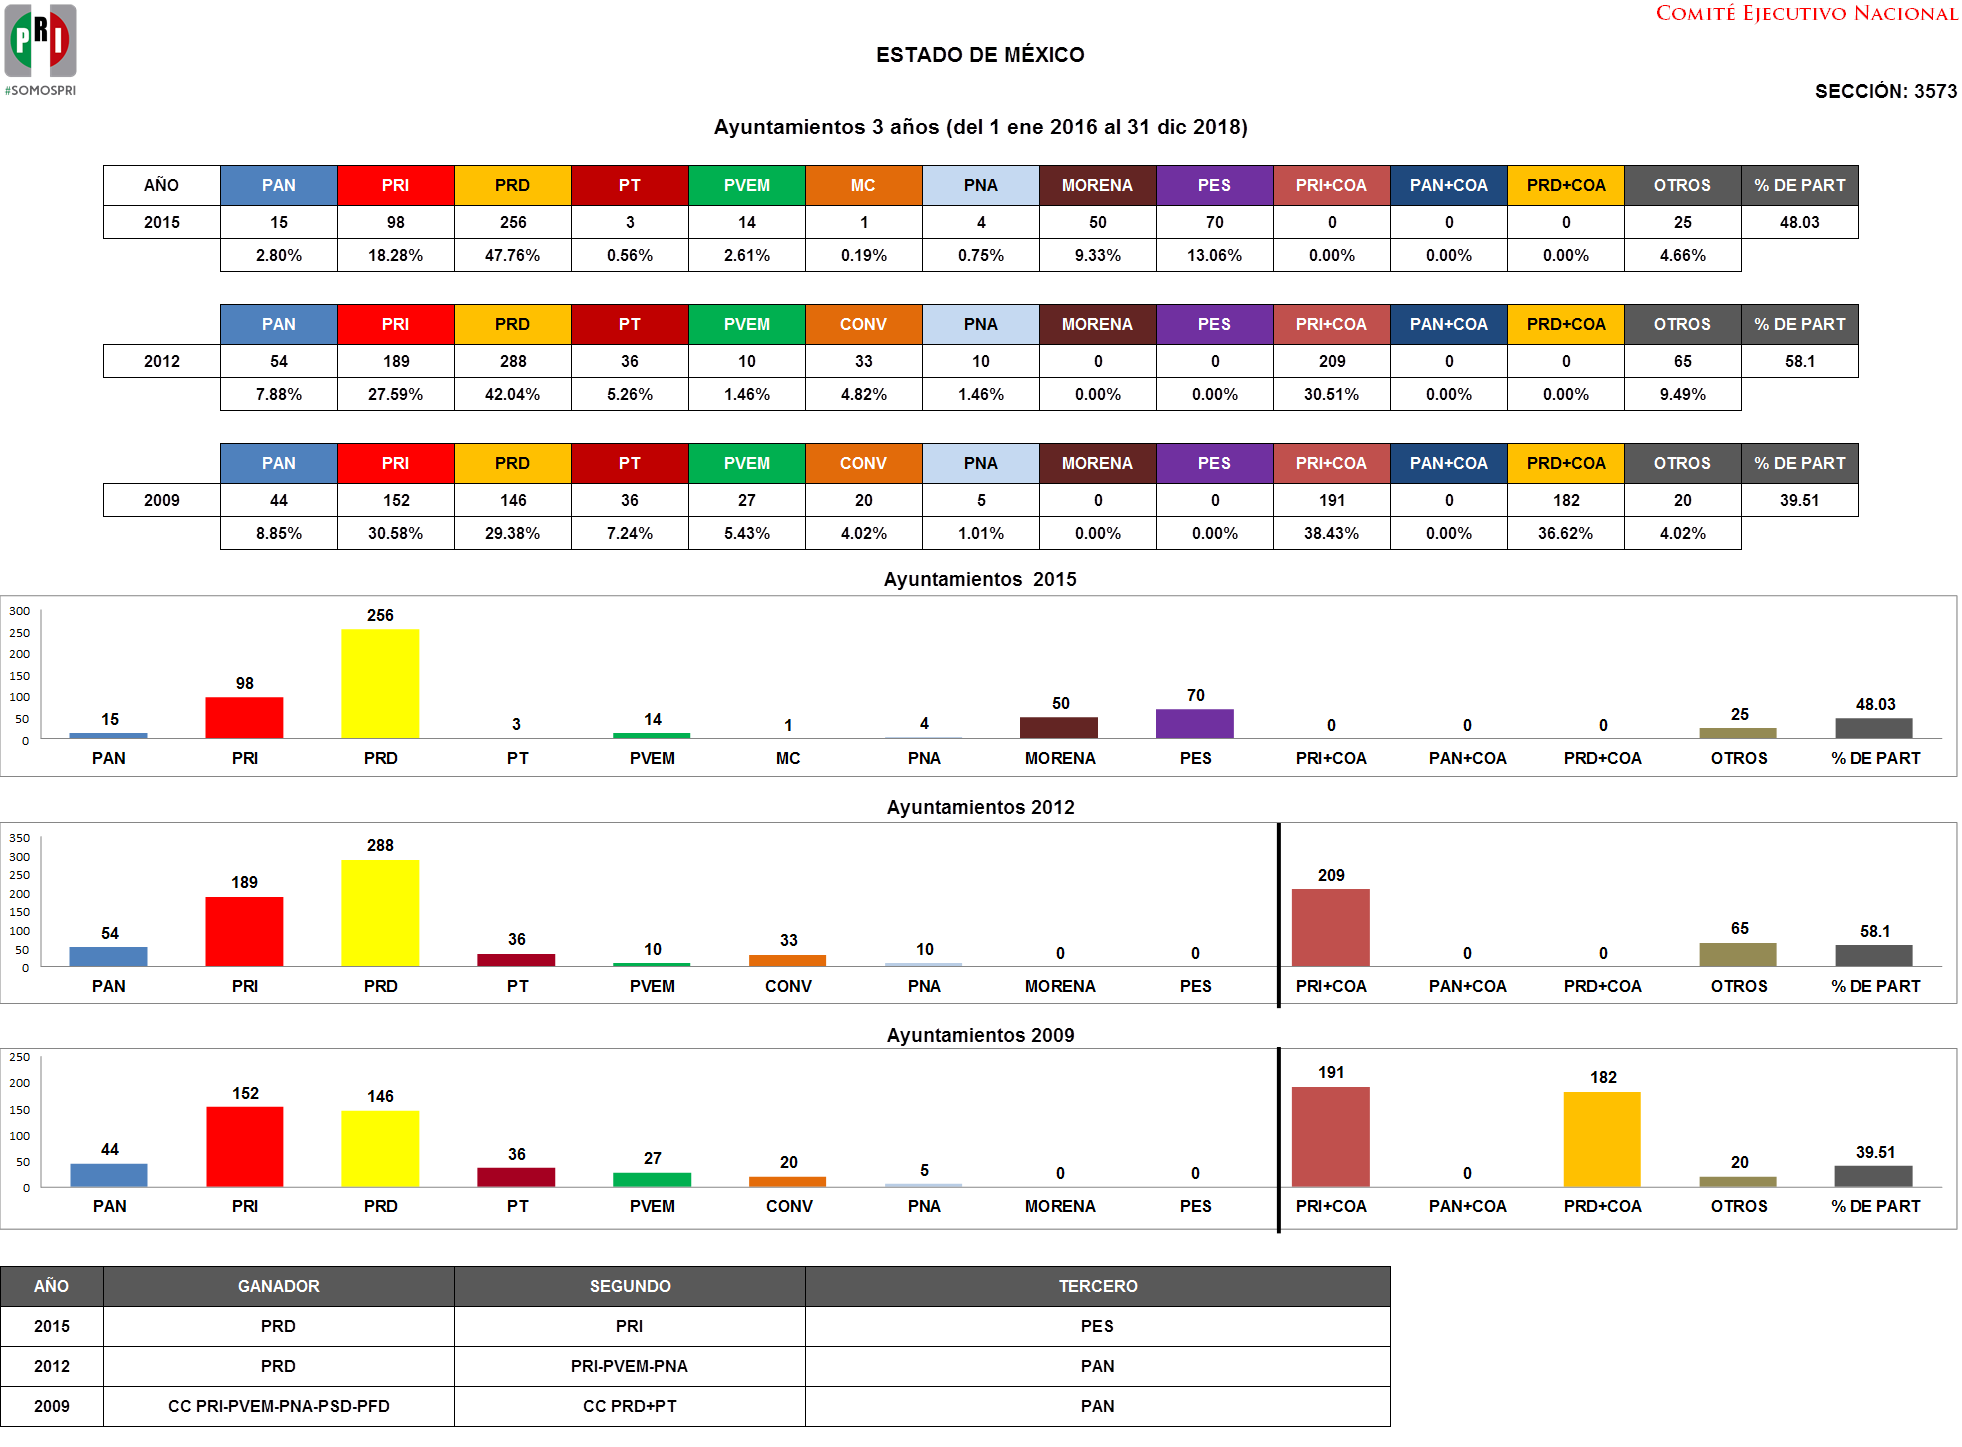 PRI
#SOMOSPRI
COMITÉ EJECUTIVO NACIONAL
ESTADO DE MÉXICO
SECCIÓN: 3573
Ayuntamientos 3 años (del 1 ene 2016 al 31 dic 2018)
AÑO PAN PRI PRD PT PVEM MC PNA MORENA PES PRI+COA PAN+COA PRD+COA OTROS % DE PART
2015 15 98 256 3 14 1 4 50 70 0 0 0 25 48.03
2.80% 18.28% 47.76% 0.56% 2.61% 0.19% 0.75% 9.33% 13.06% 0.00% 0.00% 0.00% 4.66%
PAN PRI PRD PT PVEM CONV PNA MORENA PES PRI+COA PAN+COA PRD+COA OTROS % DE PART
2012 54 189 288 36 10 33 10 0 0 209 0 0 65 58.1
7.88% 27.59% 42.04% 5.26% 1.46% 4.82% 1.46% 0.00% 0.00% 30.51% 0.00% 0.00% 9.49%
PAN PRI PRD PT PVEM CONV PNA MORENA PES PRI+COA PAN+COA PRD+COA OTROS % DE PART
2009 44 152 146 36 27 20 5 0 0 191 0 182 20 39.51
8.85% 30.58% 29.38% 7.24% 5.43% 4.02% 1.01% 0.00% 0.00% 38.43% 0.00% 36.62% 4.02%
Ayuntamientos 2015
300
250
200
150
100
50
0
15 98 256 3 14 1 4 50 70 0 0 0 25 48.03
PAN PRI PRD PT PVEM MC PNA MORENA PES PRI+COA PAN+COA PRD+COA OTROS % DE PART
Ayuntamientos 2012
350
300
250
200
150
100
50
0
54 189 288 36 10 33 10 0 0 209 0 0 65 58.1
PAN PRI PRD PT PVEM CONV PNA MORENA PES PRI+COA PAN+COA PRD+COA OTROS % DE PART
Ayuntamientos 2009
250
200
150
100
50
0
44 152 146 36 27 20 5 0 0 191 0 182 20 39.51
PAN PRI PRD PT PVEM CONV PNA MORENA PES PRI+COA PAN+COA PRD+COA OTROS % DE PART
AÑO GANADOR SEGUNDO TERCERO
2015 PRD PRI PES
2012 PRD PRI-PVEM-PNA PAN
2009 CC PRI-PVEM-PNA-PSD-PFD CC PRD+PT PAN